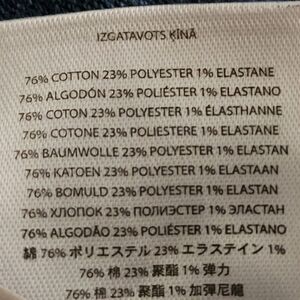 IZGATAVOTS ĶĪNĀ
76% COTTON 23% POLYESTER 1% ELASTANE
76% ALGODÓN 23% POLIÉSTER 1% ELASTANO
76% COTON 23% POLYESTER 1% ÉLASTHANNE
76% COTONE 23% POLIESTERE 1% ELASTANE
76% BAUMWOLLE 23% POLYESTER 1% ELASTAN
76% KATOEN 23% POLYESTER 1% ELASTAAN
76% BOMULD 23% POLYESTER 1% ELASTAN
76% ХЛОПОК 23% ПОЛИЭСТЕР 1% ЭЛАСТАН
76% ALGODÃO 23% POLIÉSTER 1% ELASTANO
綿 76% ポリエステル 23% エラステイン 1%
76% 棉 23% 聚酯 1% 弹力
76% 棉 23% 聚酯 1% 加彈尼龍